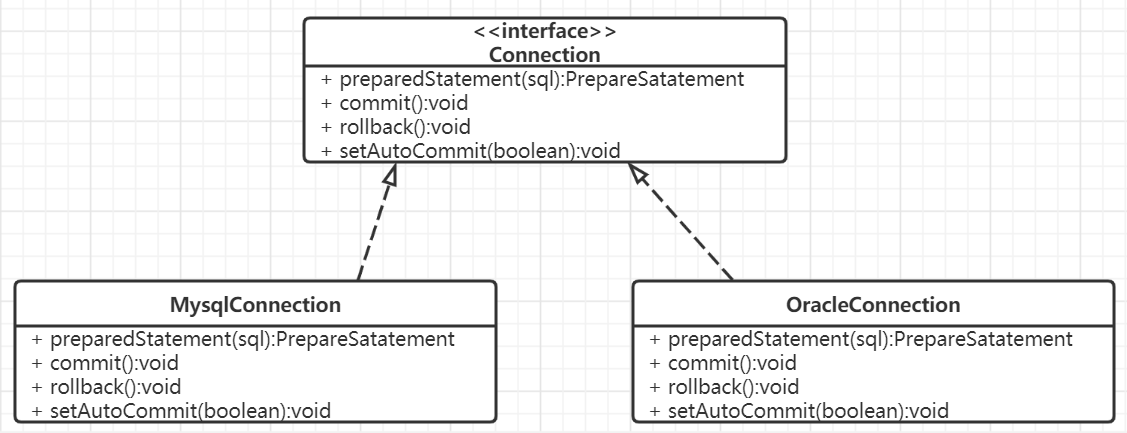 <<interface>>
Connection
+ preparedStatement(sql):PrepareSatatement
+ commit():void
+ rollback():void
+ setAutoCommit(boolean):void
MysqlConnection
+ preparedStatement(sql):PrepareSatatement
+ commit():void
+ rollback():void
+ setAutoCommit(boolean):void
OracleConnection
+ preparedStatement(sql):PrepareSatatement
+ commit():void
+ rollback():void
+ setAutoCommit(boolean):void